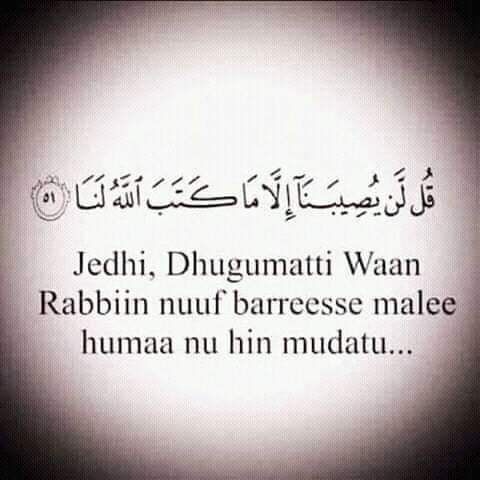 قُل لَّن يُصِيبَنَآ إِلَّا مَا كَتَبَ ٱللَّهُ لَنَا ٥١
Jedhi, Dhugumatti Waan
Rabbiin nuuf barreesse malee
humaa nu hin mudatu...